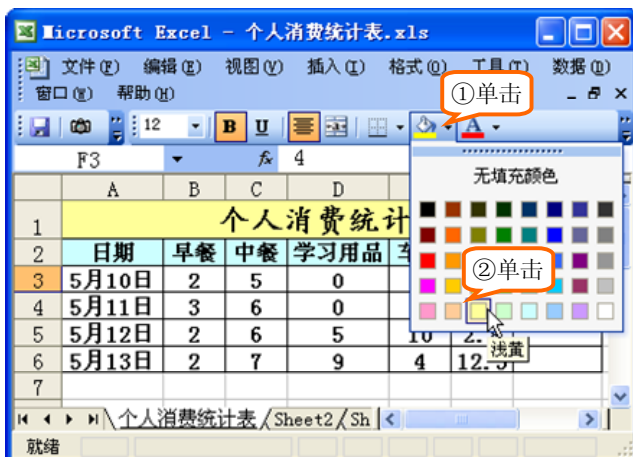 Microsoft Excel - 个人消费统计表.xls
文件(F) 编辑(E) 视图(V) 插入(I) 格式(O) 工具(T) 数据(D)
窗口(W) 帮助(H)
①单击
12 B U A
F3 fx 4
无填充颜色
A B C D
1 个人消费统计
2 日期 早餐 中餐 学习用品
②单击
3 5月10日 2 5 0
4 5月11日 3 6 0
5 5月12日 2 6 5 10 2.
浅黄
6 5月13日 2 7 9 4 12.5
7
个人消费统计表 Sheet2 Sh
就绪